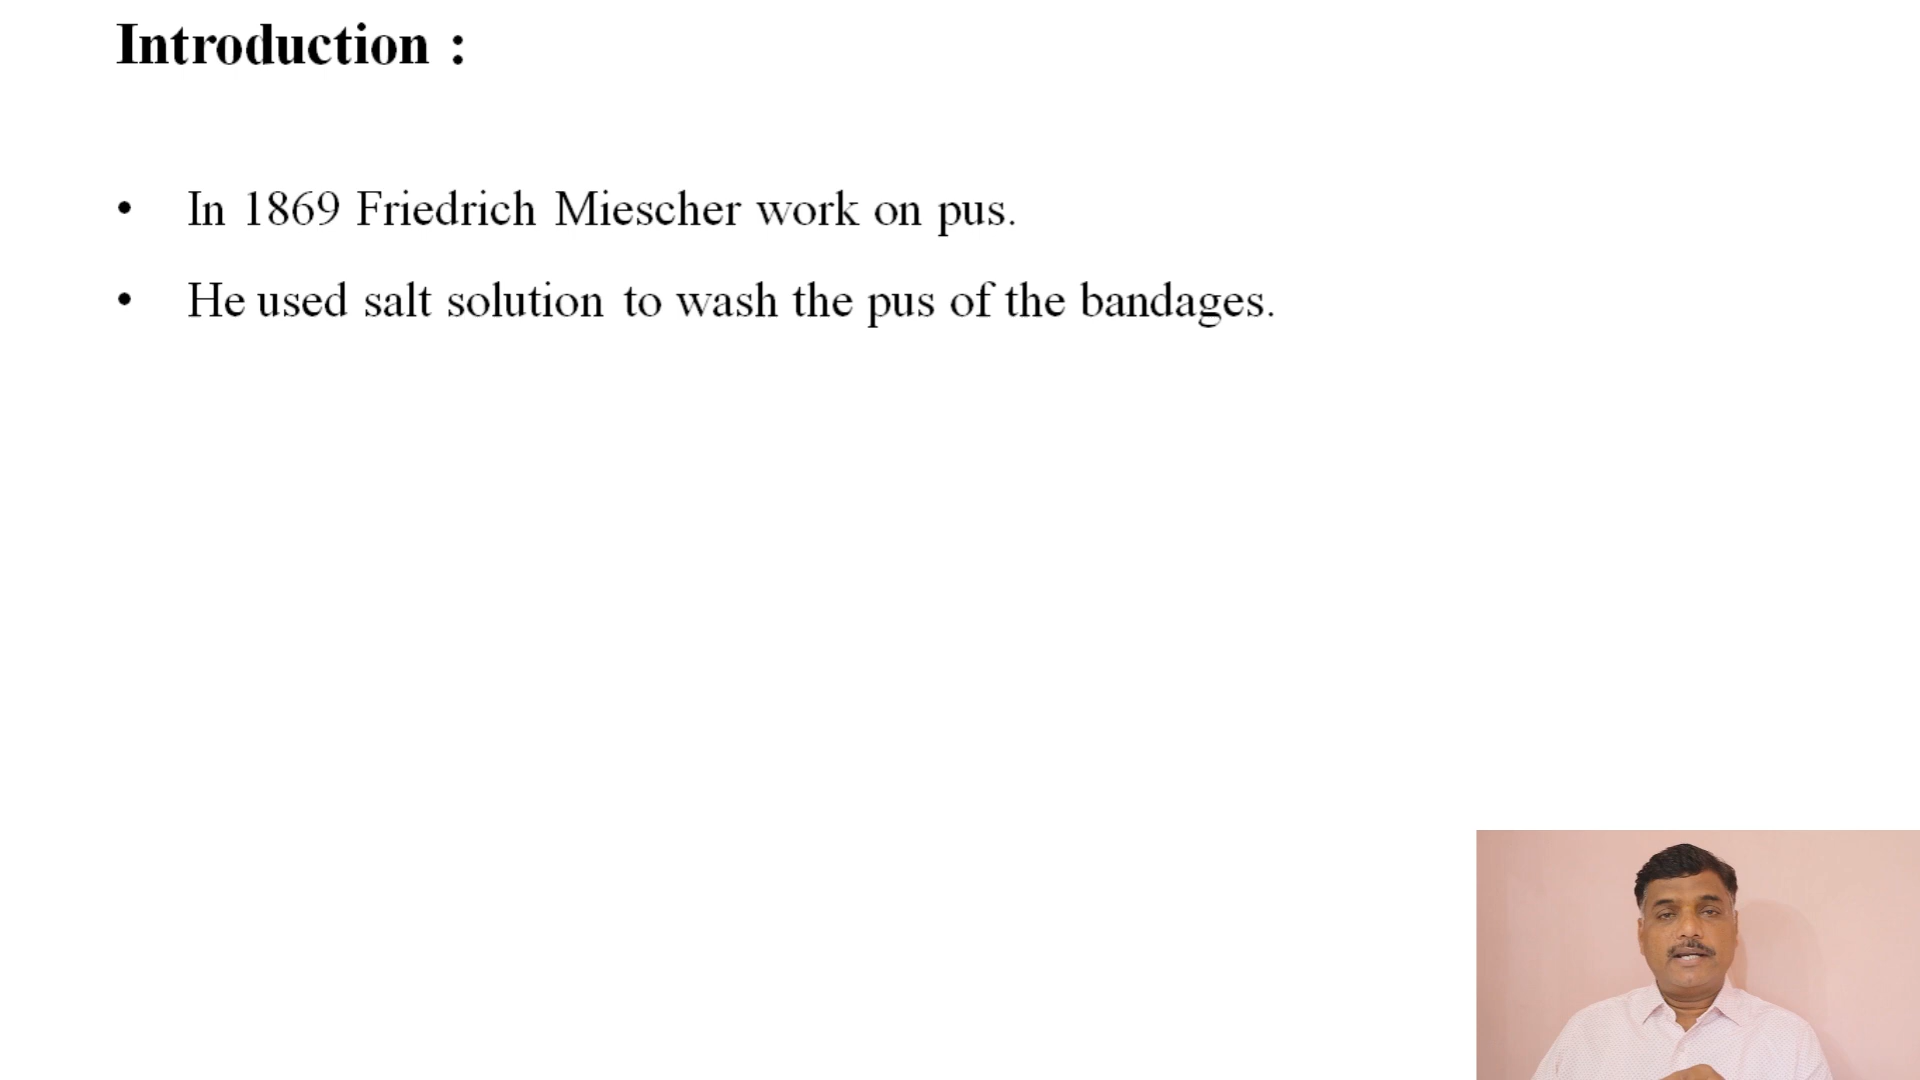 Introduction :
• In 1869 Friedrich Miescher work on pus.
• He used salt solution to wash the pus of the bandages.